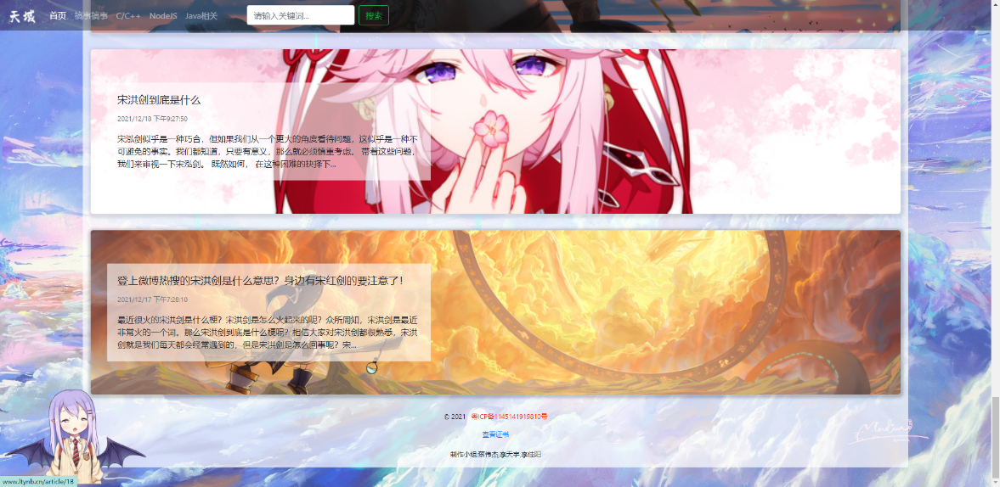 天域 首页 搞事搞事 C/C++ NodeJS Java相关 请输入关键词... 搜索
宋洪剑到底是什么
2021/12/18 下午9:27:50
宋泓剑似乎是一种巧合，但如果我们从一个更大的角度看待问题，这似乎是一种不
可避免的事实。我们都知道，只要有意义，那么就必须慎重考虑。 带着这些问题，
我们来审视一下宋泓剑。 既然如何， 在这种困难的抉择下...
登上微博热搜的宋洪剑是什么意思？身边有宋红剑的要注意了！
2021/12/17 下午7:28:10
最近很火的宋洪剑是什么梗？宋洪剑是怎么火起来的呢？众所周知，宋洪剑是最近
非常火的一个词。那么宋洪剑到底是什么梗呢？相信大家对宋洪剑都很熟悉，宋洪
剑就是我们每天都会经常遇到的，但是宋洪剑是怎么回事呢？宋...
© 2021 粤ICP备1145141919810号
查看证书
制作小组:蔡伟杰,李天宇,李佳阳
www.ltynb.cn/article/18